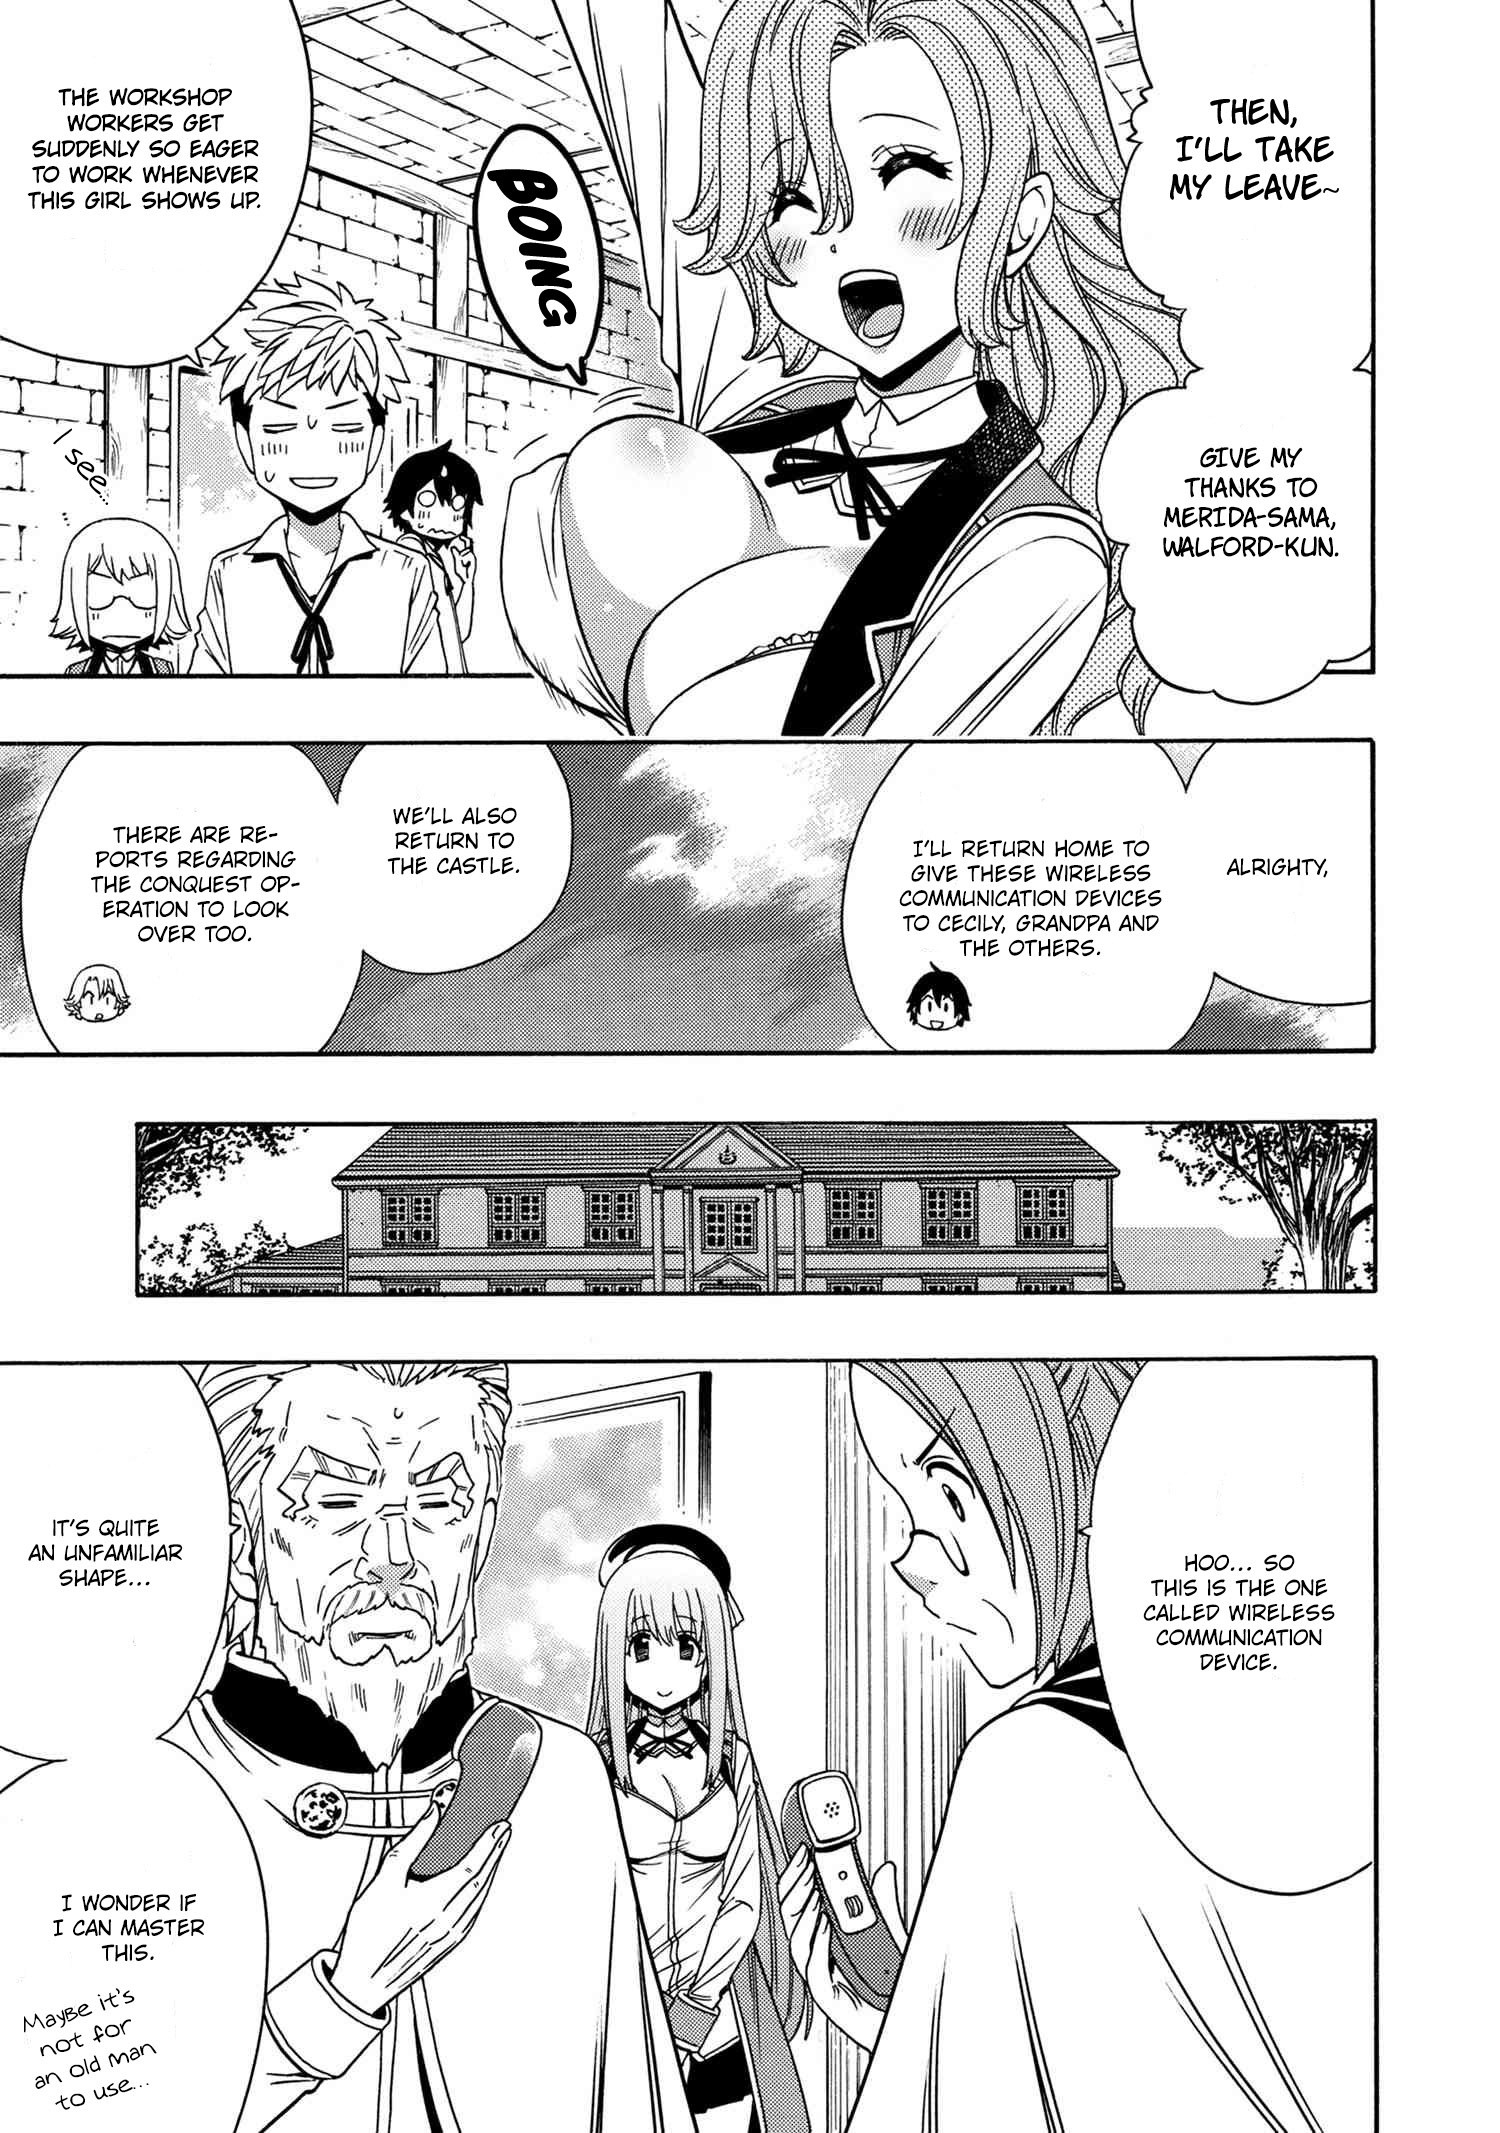 THEN,
I'LL TAKE
MY LEAVE~
GIVE MY
THANKS TO
MERIDA-SAMA,
WALFORD-KUN.
BOING
THE WORKSHOP
WORKERS GET
SUDDENLY SO EAGER
TO WORK WHENEVER
THIS GIRL SHOWS UP.
I see...
ALRIGHTY,
I'LL RETURN HOME TO
GIVE THESE WIRELESS
COMMUNICATION DEVICES
TO CECILY, GRANDPA AND
THE OTHERS.
WE'LL ALSO
RETURN TO
THE CASTLE.
THERE ARE RE-
PORTS REGARDING
THE CONQUEST OP-
ERATION TO LOOK
OVER TOO.
HOO... SO
THIS IS THE ONE
CALLED WIRELESS
COMMUNICATION
DEVICE.
IT'S QUITE
AN UNFAMILIAR
SHAPE...
I WONDER IF
I CAN MASTER
THIS.
Maybe it's
not for
an old man
to use...